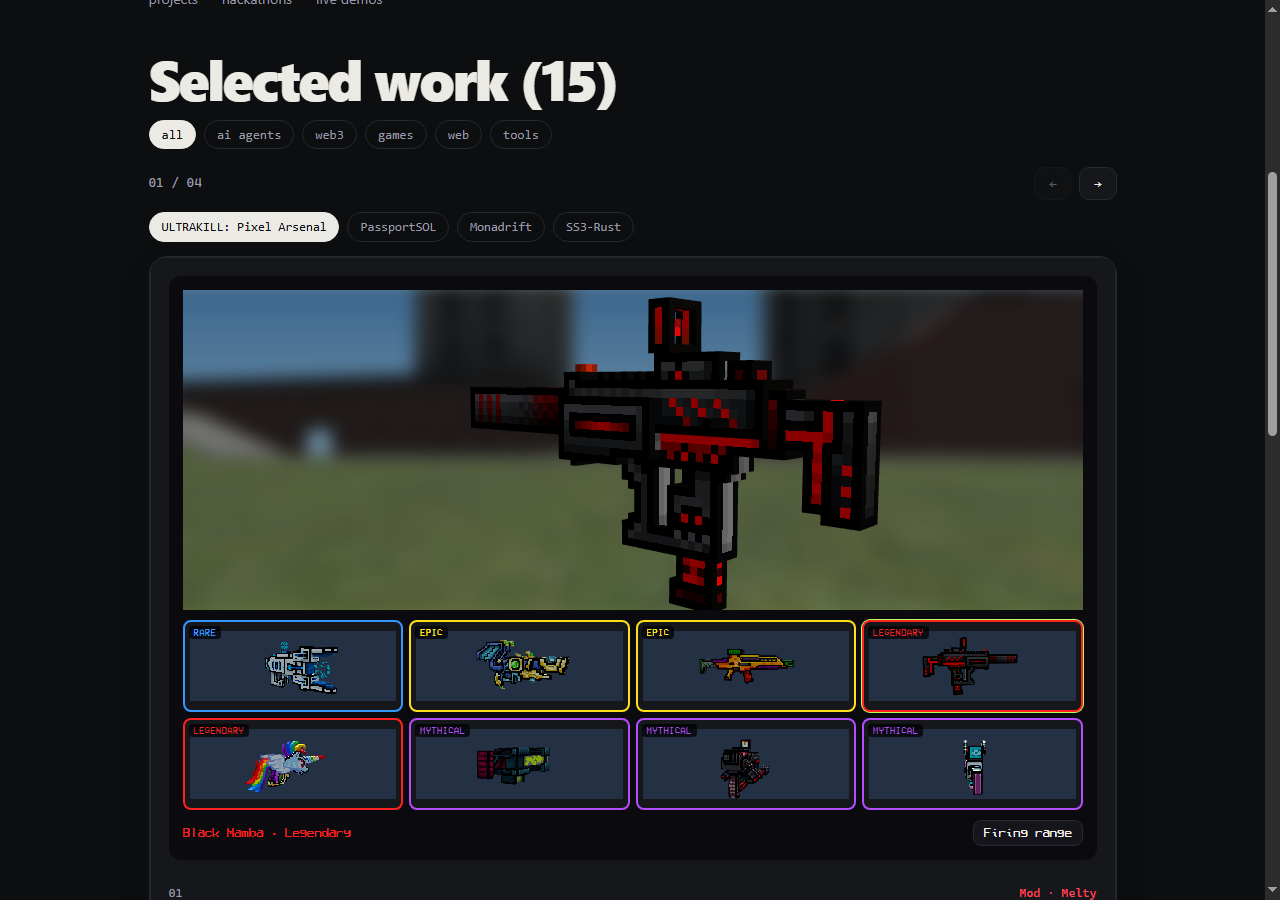 projects hackathons live demos
Selected work (15)
all ai agents web3 games web tools
01 / 04 ← →
ULTRAKILL: Pixel Arsenal PassportSOL Monadrift SS3-Rust
RARE EPIC EPIC LEGENDARY
LEGENDARY MYTHICAL MYTHICAL MYTHICAL
Black Mamba · Legendary Firing range
01 Mod · Melty